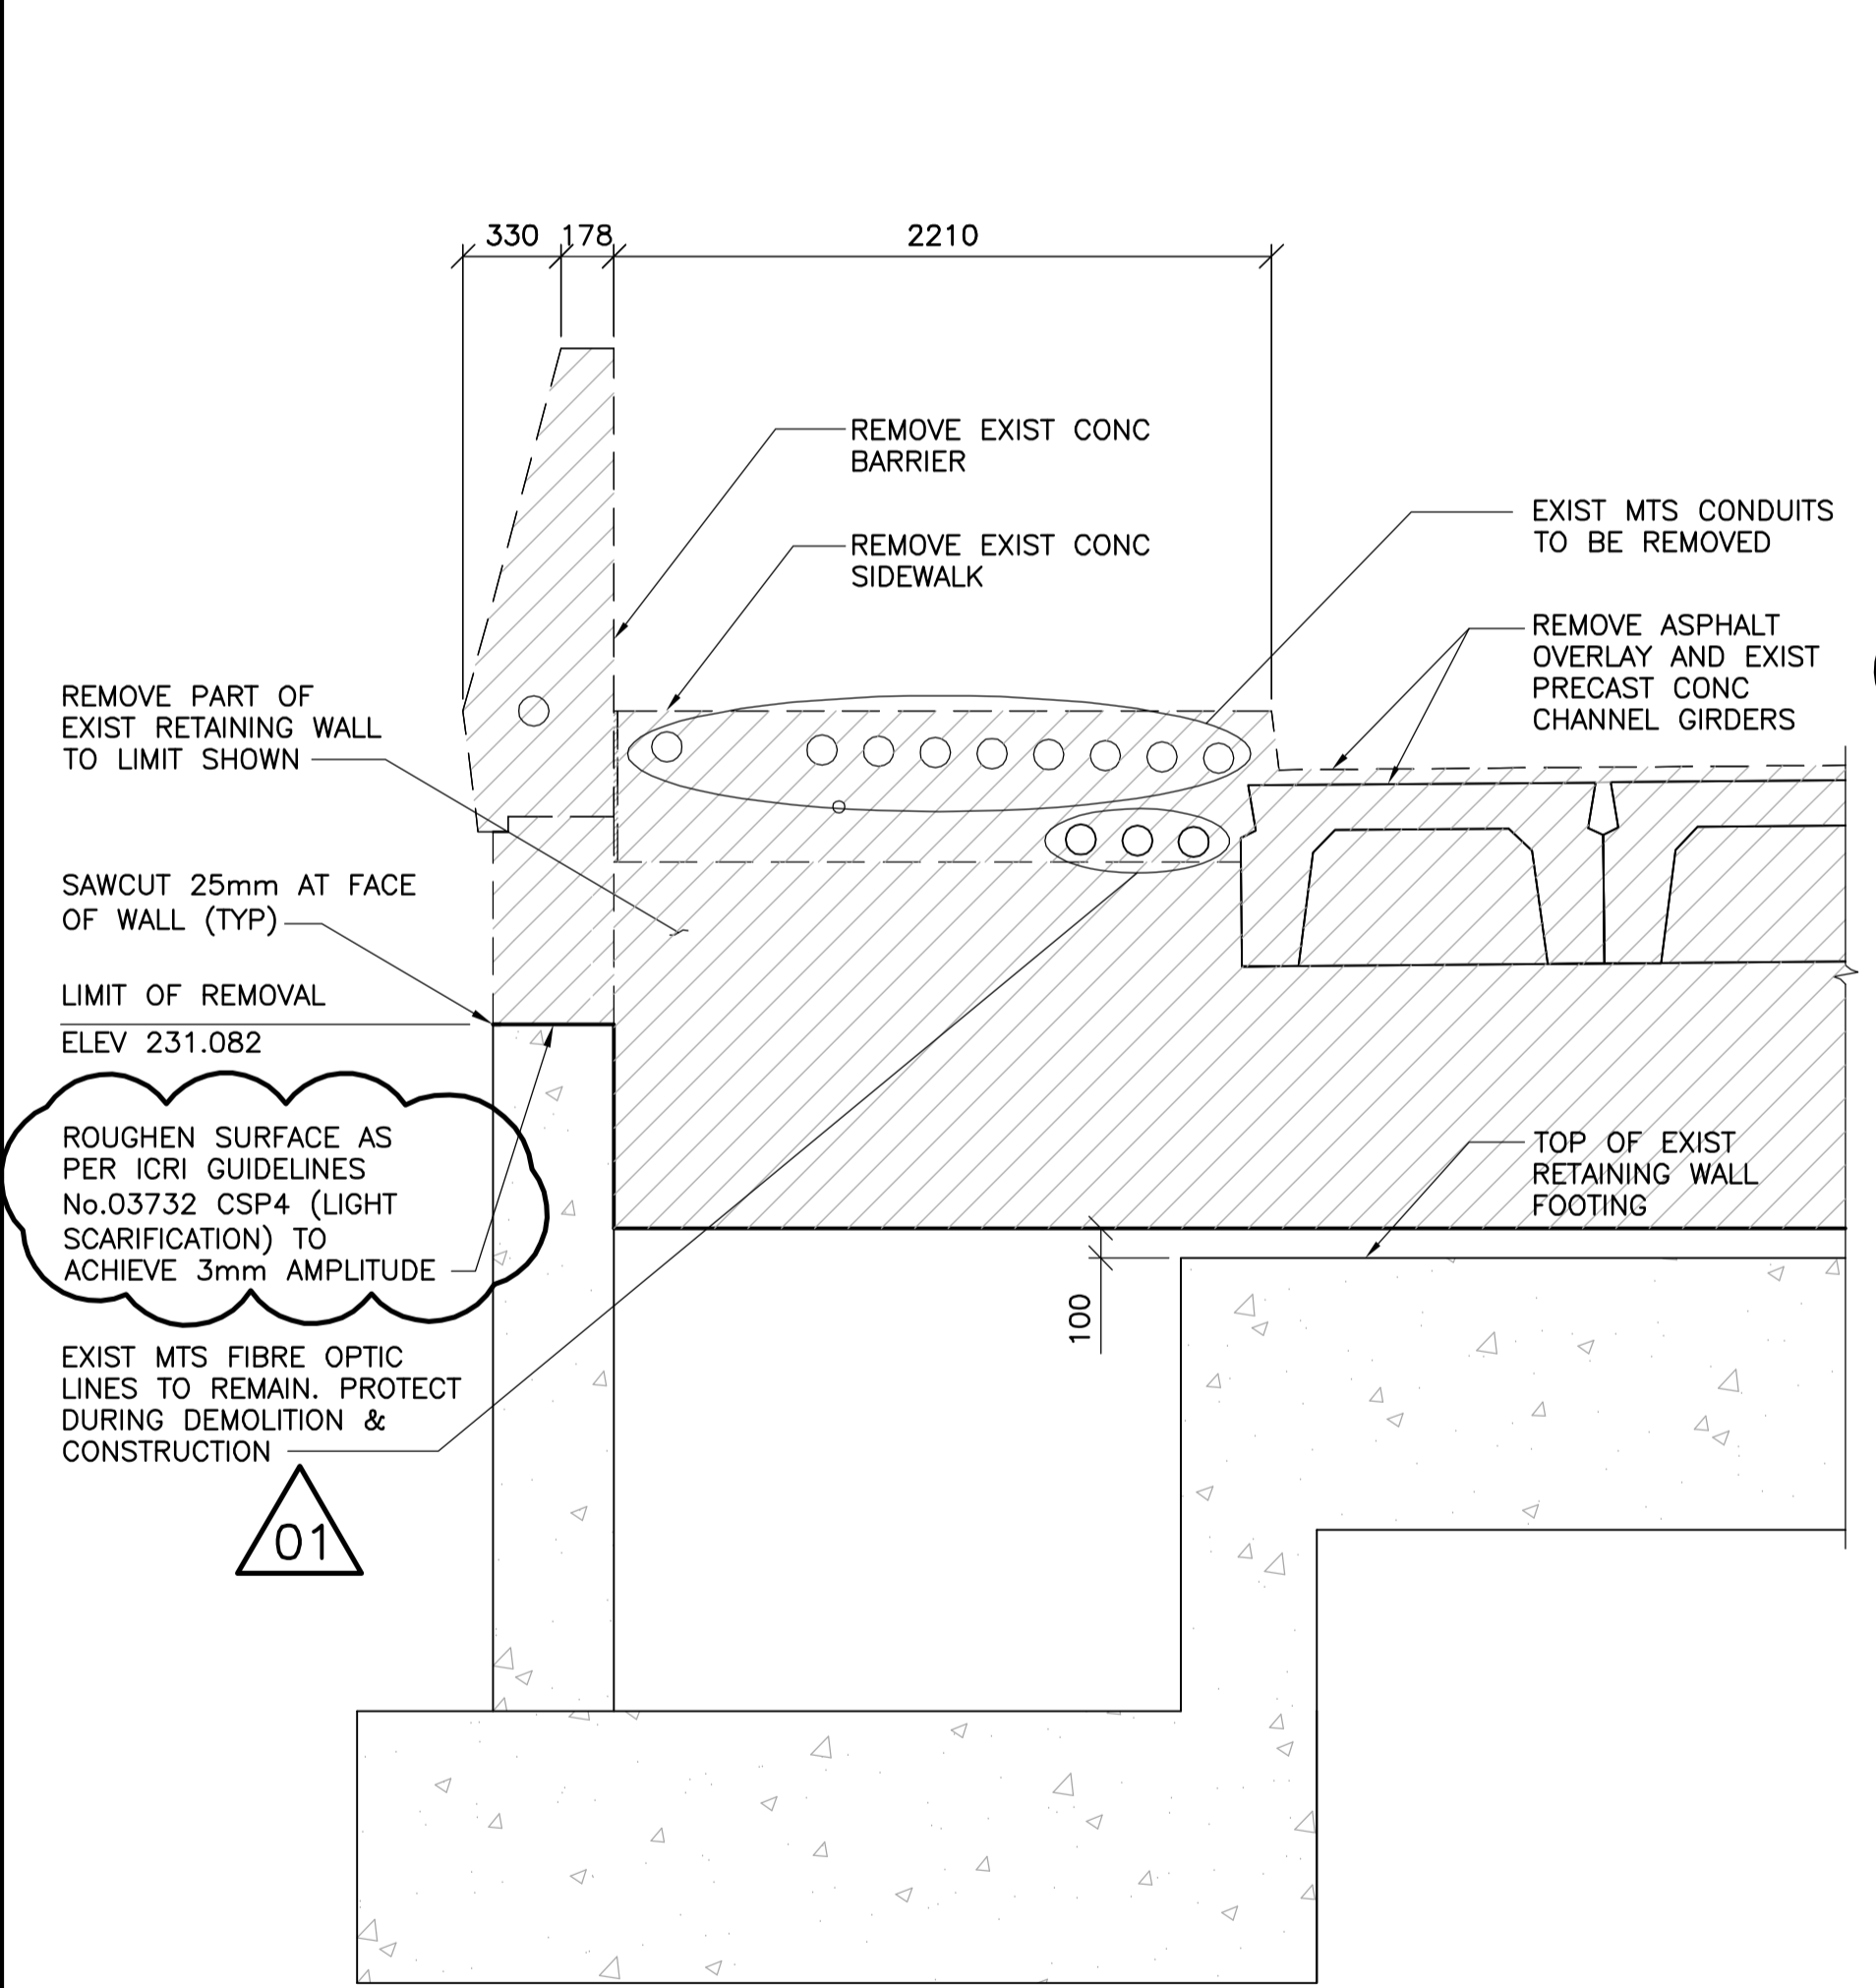 330 178 2210
REMOVE EXIST CONC
BARRIER
REMOVE EXIST CONC
SIDEWALK
EXIST MTS CONDUITS
TO BE REMOVED
REMOVE ASPHALT
OVERLAY AND EXIST
PRECAST CONC
CHANNEL GIRDERS
REMOVE PART OF
EXIST RETAINING WALL
TO LIMIT SHOWN
SAWCUT 25mm AT FACE
OF WALL (TYP)
LIMIT OF REMOVAL
ELEV 231.082
ROUGHEN SURFACE AS
PER ICRI GUIDELINES
No.03732 CSP4 (LIGHT
SCARIFICATION) TO
ACHIEVE 3mm AMPLITUDE
TOP OF EXIST
RETAINING WALL
FOOTING
100
EXIST MTS FIBRE OPTIC
LINES TO REMAIN. PROTECT
DURING DEMOLITION &
CONSTRUCTION
01